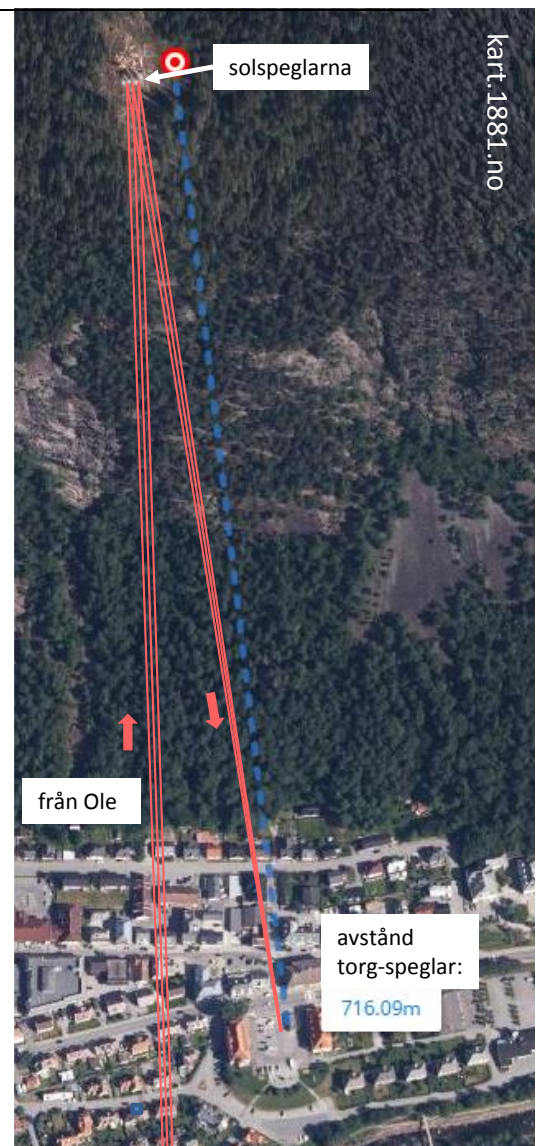 solspeglarna
kart.1881.no
från Ole
avstånd
torg-speglar:
716.09m